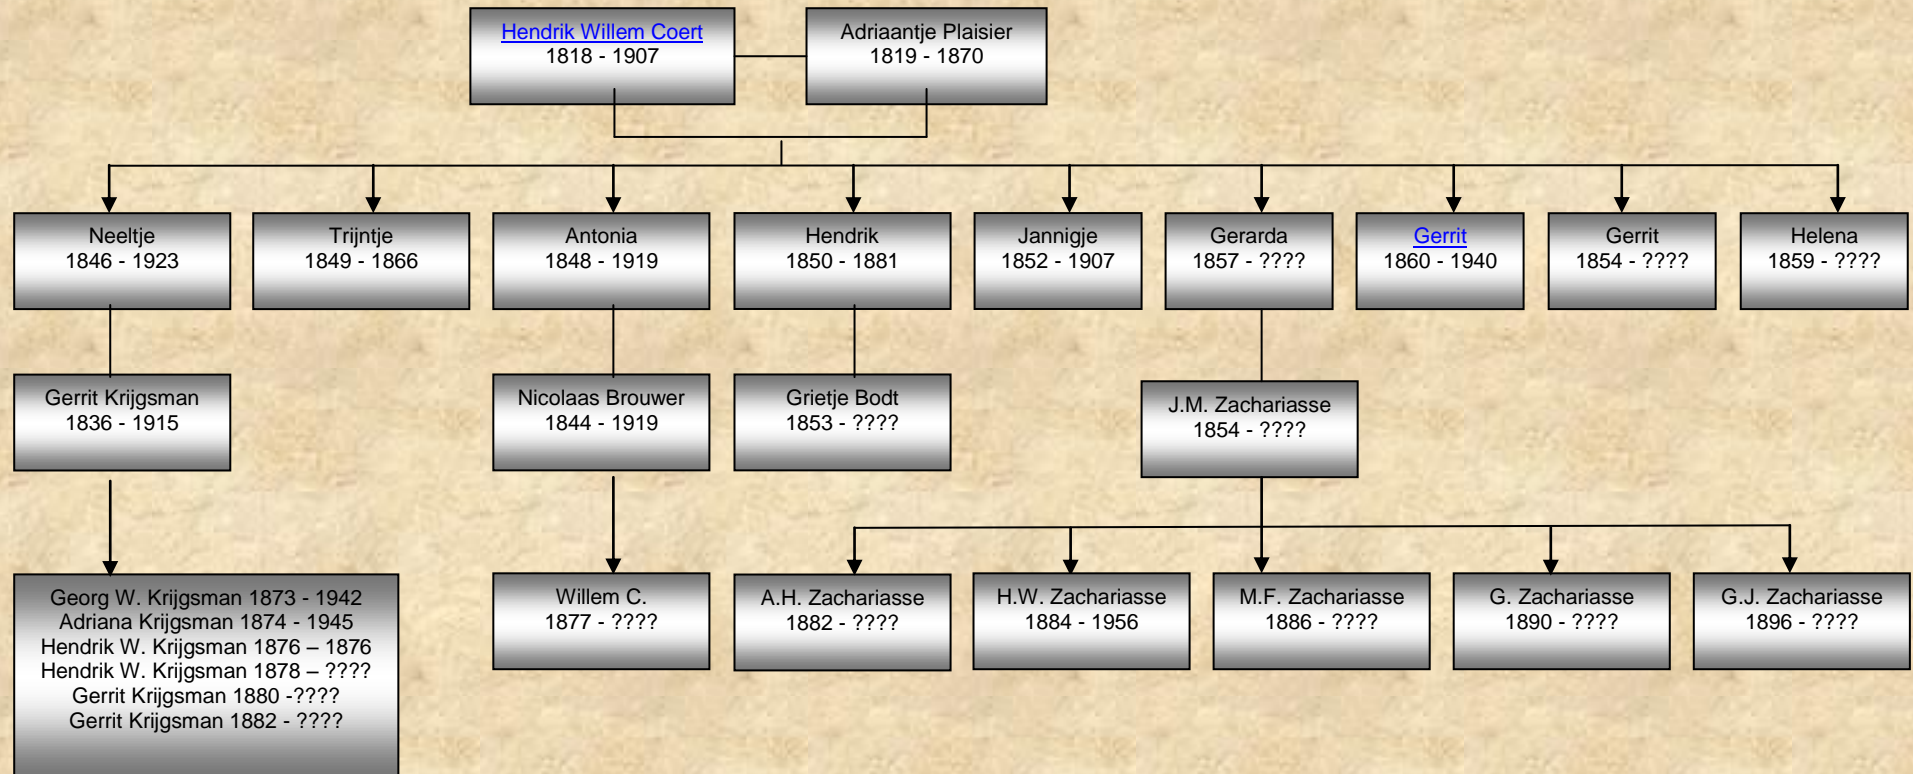 Hendrik Willem Coert
1818 - 1907
Adriaantje Plaisier
1819 - 1870
Neeltje
1846 - 1923
Trijntje
1849 - 1866
Antonia
1848 - 1919
Hendrik
1850 - 1881
Jannigje
1852 - 1907
Gerarda
1857 - ????
Gerrit
1860 - 1940
Gerrit
1854 - ????
Helena
1859 - ????
Gerrit Krijgsman
1836 - 1915
Nicolaas Brouwer
1844 - 1919
Grietje Bodt
1853 - ????
J.M. Zachariasse
1854 - ????
Georg W. Krijgsman 1873 - 1942
Adriana Krijgsman 1874 - 1945
Hendrik W. Krijgsman 1876 – 1876
Hendrik W. Krijgsman 1878 – ????
Gerrit Krijgsman 1880 -????
Gerrit Krijgsman 1882 - ????
Willem C.
1877 - ????
A.H. Zachariasse
1882 - ????
H.W. Zachariasse
1884 - 1956
M.F. Zachariasse
1886 - ????
G. Zachariasse
1890 - ????
G.J. Zachariasse
1896 - ????